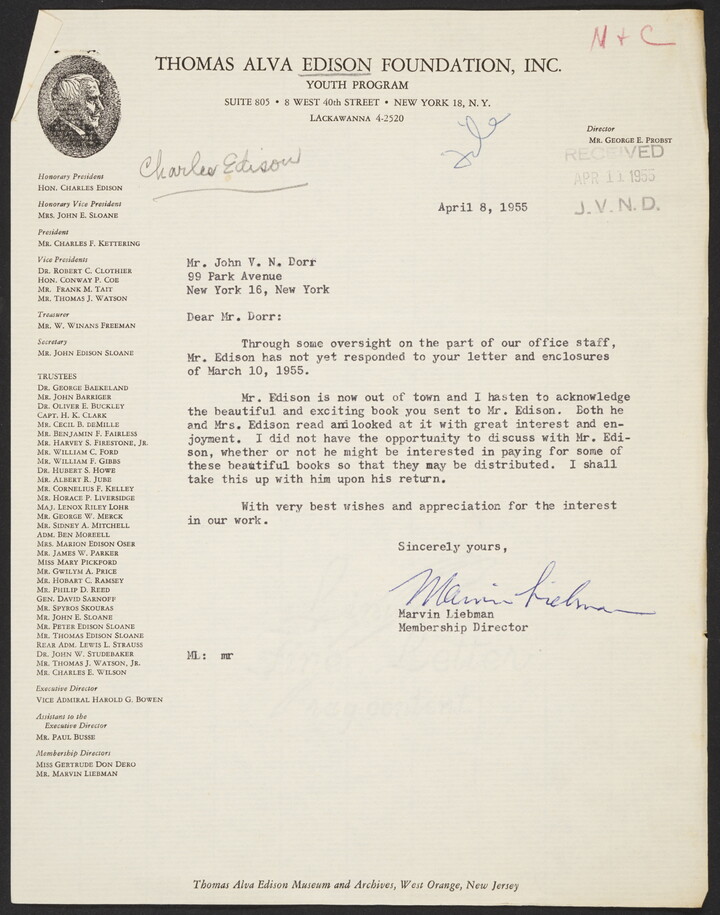 N + C
THOMAS ALVA EDISON FOUNDATION, INC.
YOUTH PROGRAM
SUITE 805 • 8 WEST 40th STREET • NEW YORK 18, N. Y.
LACKAWANNA 4-2520
file
Director
MR. GEORGE E. PROBST
RECEIVED
APR 1955
J. V. N. D.
Charles Edison
April 8, 1955
Honorary President
HON. CHARLES EDISON
Honorary Vice President
MRS. JOHN E. SLOANE
President
MR. CHARLES F. KETTERING
Vice Presidents
DR. ROBERT C. CLOTHIER
HON. CONWAY P. COE
MR. FRANK M. TAIT
MR. THOMAS J. WATSON
Treasurer
MR. W. WINANS FREEMAN
Secretary
MR. JOHN EDISON SLOANE
TRUSTEES
DR. GEORGE BAEKELAND
MR. JOHN BARRIGER
DR. OLIVER E. BUCKLEY
CAPT. H. K. CLARK
MR. CECIL B. DEMILLE
MR. BENJAMIN F. FAIRLESS
MR. HARVEY S. FIRESTONE, JR.
MR. WILLIAM C. FORD
MR. WILLIAM F. GIBBS
DR. HUBERT S. HOWE
MR. ALBERT R. JUBE
MR. CORNELIUS F. KELLEY
MR. HORACE P. LIVERSIDGE
MAJ. LENOX RILEY LOHR
MR. GEORGE W. MERCK
MR. SIDNEY A. MITCHELL
ADM. BEN MOREELL
MRS. MARION EDISON OSER
MR. JAMES W. PARKER
MISS MARY PICKFORD
MR. GWILYM A. PRICE
MR. HOBART C. RAMSEY
MR. PHILIP D. REED
GEN. DAVID SARNOFF
MR. SPYROS SKOURAS
MR. JOHN E. SLOANE
MR. PETER EDISON SLOANE
MR. THOMAS EDISON SLOANE
REAR ADM. LEWIS L. STRAUSS
DR. JOHN W. STUDEBAKER
MR. THOMAS J. WATSON, JR.
MR. CHARLES E. WILSON
Executive Director
VICE ADMIRAL HAROLD G. BOWEN
Assistant to the
Executive Director
MR. PAUL BUSSE
Membership Directors
MISS GERTRUDE DON DERO
MR. MARVIN LIEBMAN
Mr. John V. N. Dorr
99 Park Avenue
New York 16, New York
Dear Mr. Dorr:
Through some oversight on the part of our office staff,
Mr. Edison has not yet responded to your letter and enclosures
of March 10, 1955.
Mr. Edison is now out of town and I hasten to acknowledge
the beautiful and exciting book you sent to Mr. Edison. Both he
and Mrs. Edison read and looked at it with great interest and en-
joyment. I did not have the opportunity to discuss with Mr. Edi-
son, whether or not he might be interested in paying for some of
these beautiful books so that they may be distributed. I shall
take this up with him upon his return.
With very best wishes and appreciation for the interest
in our work.
Sincerely yours,
Marvin Liebman
Marvin Liebman
Membership Director
ML: mr
Thomas Alva Edison Museum and Archives, West Orange, New Jersey